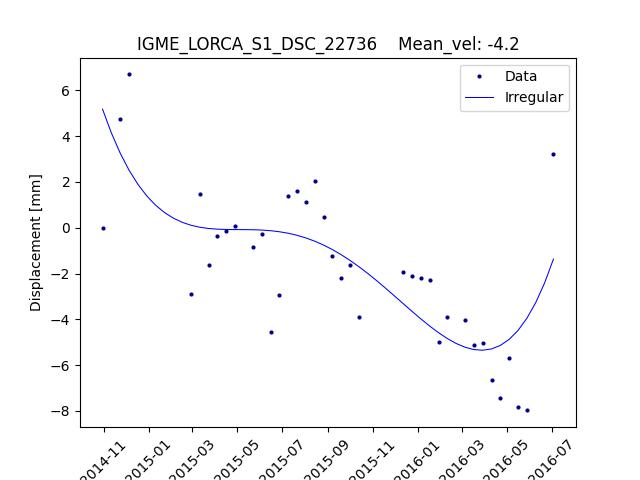 IGME_LORCA_S1_DSC_22736    Mean_vel: -4.2
Data
Irregular
Displacement [mm]
6
4
2
0
−2
−4
−6
−8
2014-11 2015-01 2015-03 2015-05 2015-07 2015-09 2015-11 2016-01 2016-03 2016-05 2016-07